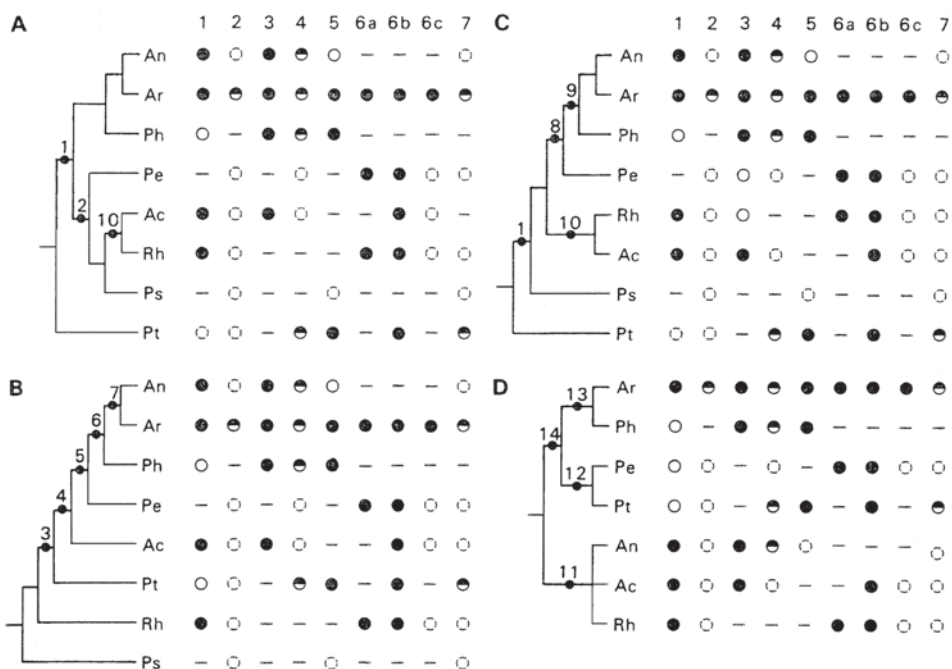 A 1 2 3 4 5 6a 6b 6c 7
An
Ar
Ph
1
Pe
2
Ac
10
Rh
Ps
Pt
B
An
7
Ar
6
Ph
5
Pe
4
Ac
3
Pt
Rh
Ps
C 1 2 3 4 5 6a 6b 6c 7
An
9
Ar
8
Ph
Pe
Rh
10
Ac
1
Ps
Pt
D
Ar
13
Ph
14
Pe
12
Pt
An
11
Ac
Rh